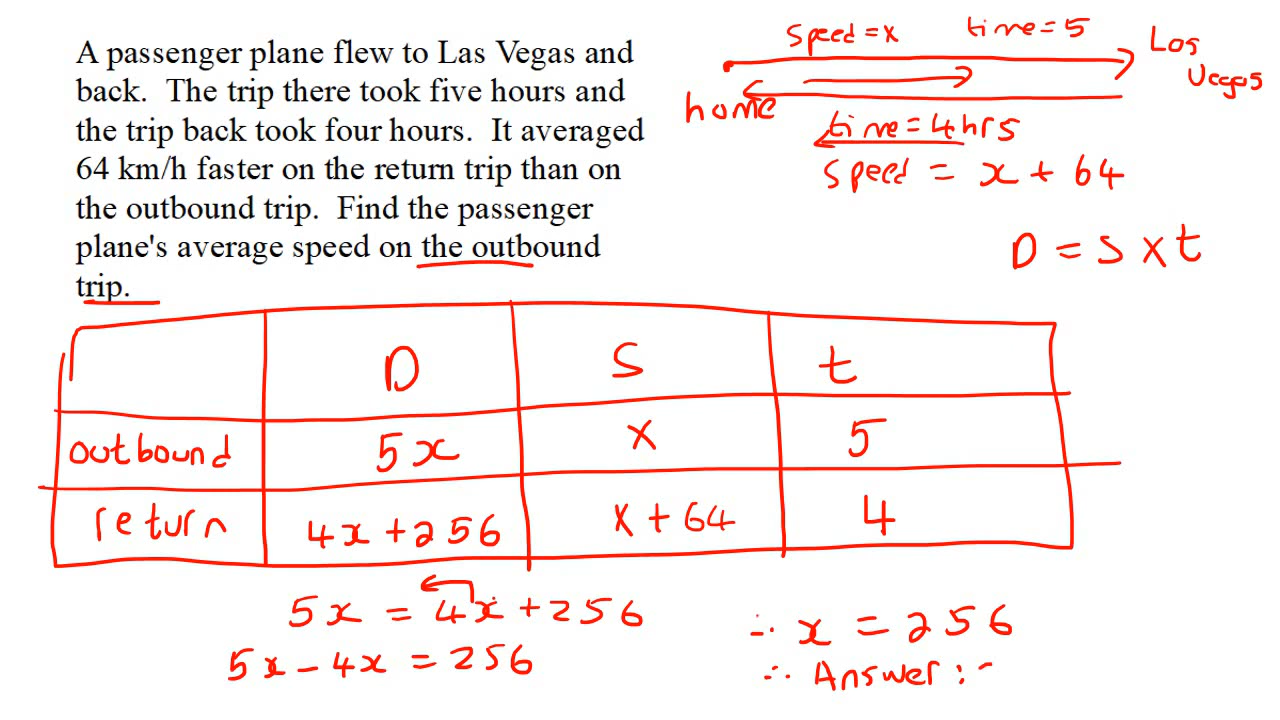 A passenger plane flew to Las Vegas and
back. The trip there took five hours and
the trip back took four hours. It averaged
64 km/h faster on the return trip than on
the outbound trip. Find the passenger
plane's average speed on the outbound
trip.
speed = x time = 5
Los
Vegas
home
time = 4 hrs
speed = x + 64
D = s x t
D S t
outbound 5x x 5
return 4x + 256 x + 64 4
5x = 4x + 256
5x - 4x = 256
∴ x = 256
∴ Answer :-